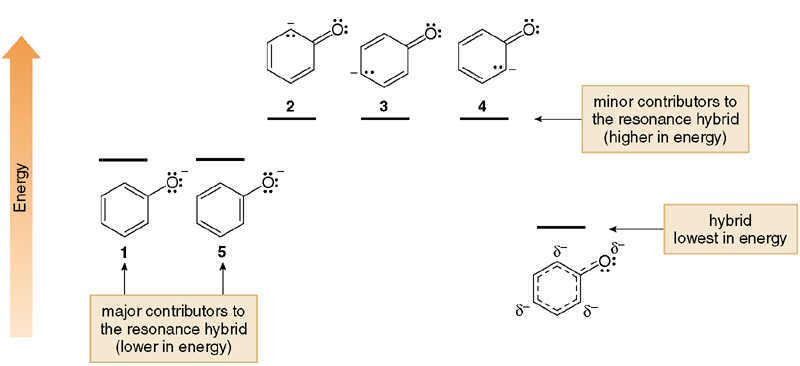 Energy
2
3
4
minor contributors to
the resonance hybrid
(higher in energy)
O
O
O
−
−
−
O−
O−
1
5
major contributors to
the resonance hybrid
(lower in energy)
hybrid
lowest in energy
δ−
δ−
O
δ−
δ−